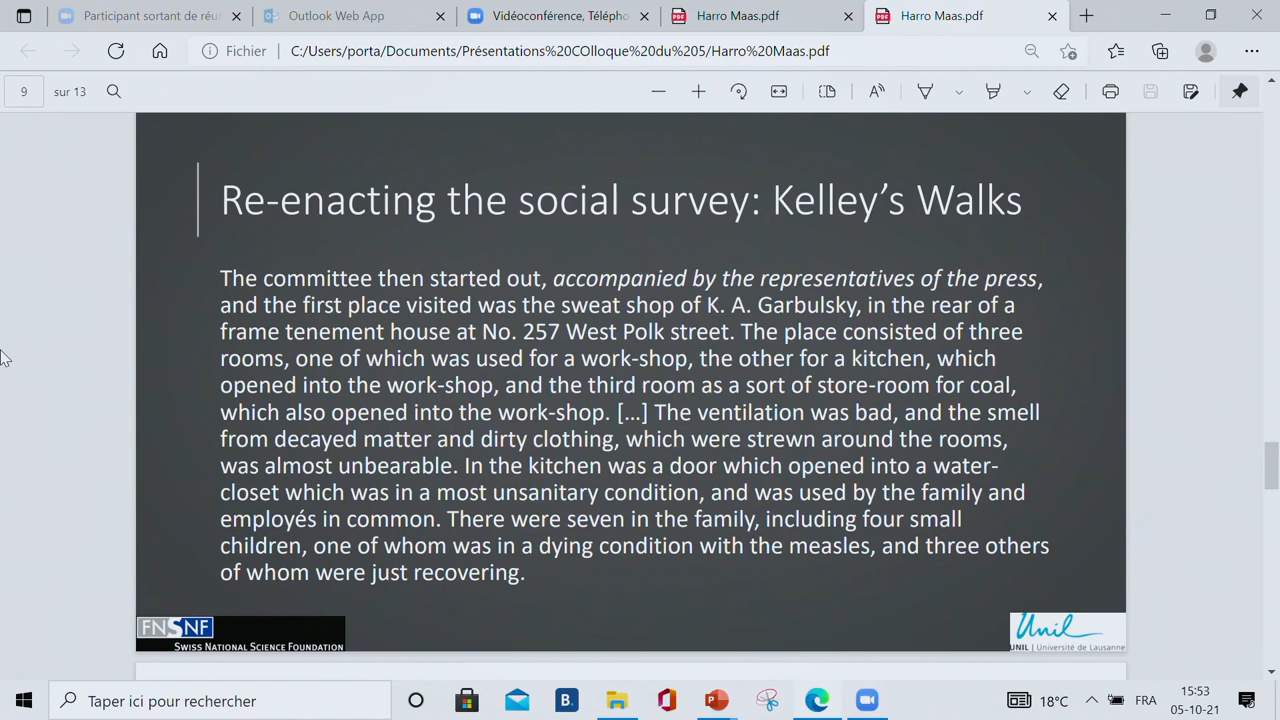 Participant sortant de réur
Outlook Web App
Vidéoconférence, Télépho
Harro Maas.pdf
Harro Maas.pdf
Fichier
C:/Users/porta/Documents/Présentations%20COlloque%20du%205/Harro%20Maas.pdf
9 sur 13
Re-enacting the social survey: Kelley’s Walks
The committee then started out, accompanied by the representatives of the press,
and the first place visited was the sweat shop of K. A. Garbulsky, in the rear of a
frame tenement house at No. 257 West Polk street. The place consisted of three
rooms, one of which was used for a work-shop, the other for a kitchen, which
opened into the work-shop, and the third room as a sort of store-room for coal,
which also opened into the work-shop. [...] The ventilation was bad, and the smell
from decayed matter and dirty clothing, which were strewn around the rooms,
was almost unbearable. In the kitchen was a door which opened into a water-
closet which was in a most unsanitary condition, and was used by the family and
employés in common. There were seven in the family, including four small
children, one of whom was in a dying condition with the measles, and three others
of whom were just recovering.
FNSNF
SWISS NATIONAL SCIENCE FOUNDATION
Unil
UNIL | Université de Lausanne
Taper ici pour rechercher
18°C
FRA
15:53
05-10-21